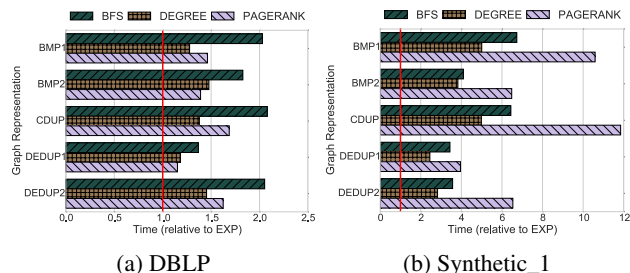 BFS DEGREE PAGERANK
Graph Representation
BMP1
BMP2
CDUP
DEDUP1
DEDUP2
0.0 0.5 1.0 1.5 2.0 2.5
Time (relative to EXP)
(a) DBLP
BFS DEGREE PAGERANK
Graph Representation
BMP1
BMP2
CDUP
DEDUP1
DEDUP2
0 2 4 6 8 10 12
Time (relative to EXP)
(b) Synthetic_1